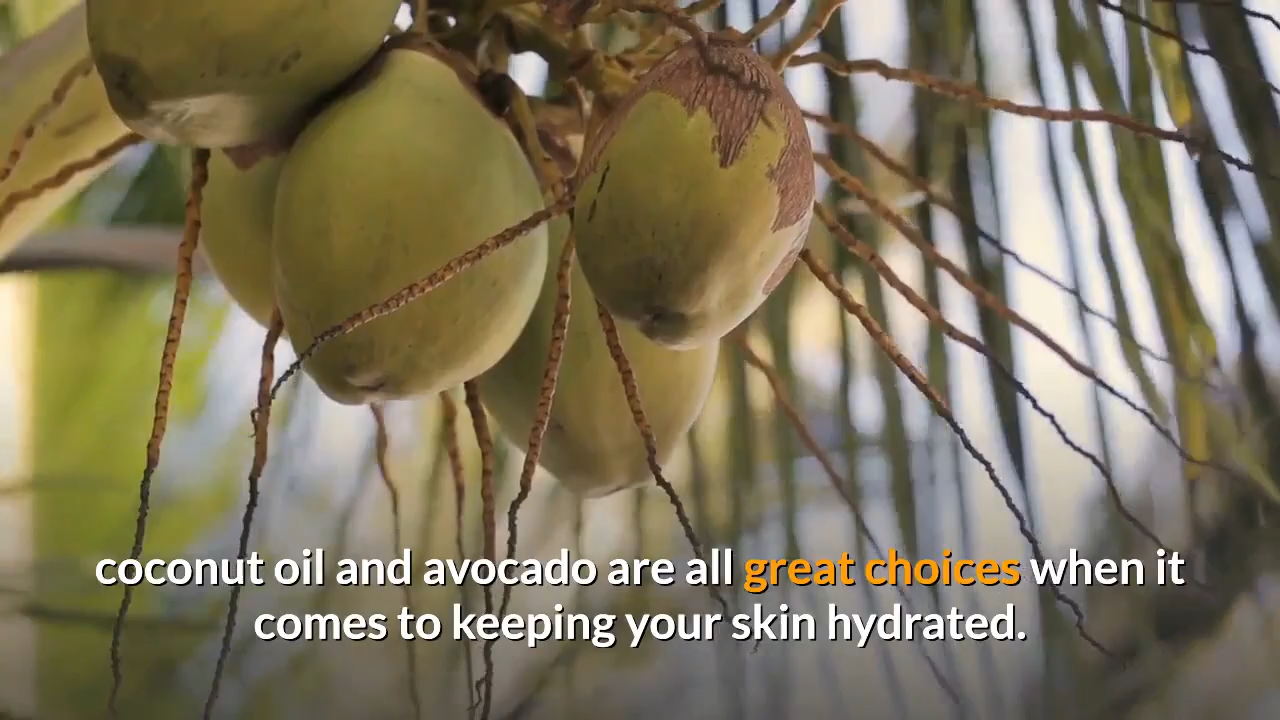 coconut oil and avocado are all great choices when it
comes to keeping your skin hydrated.